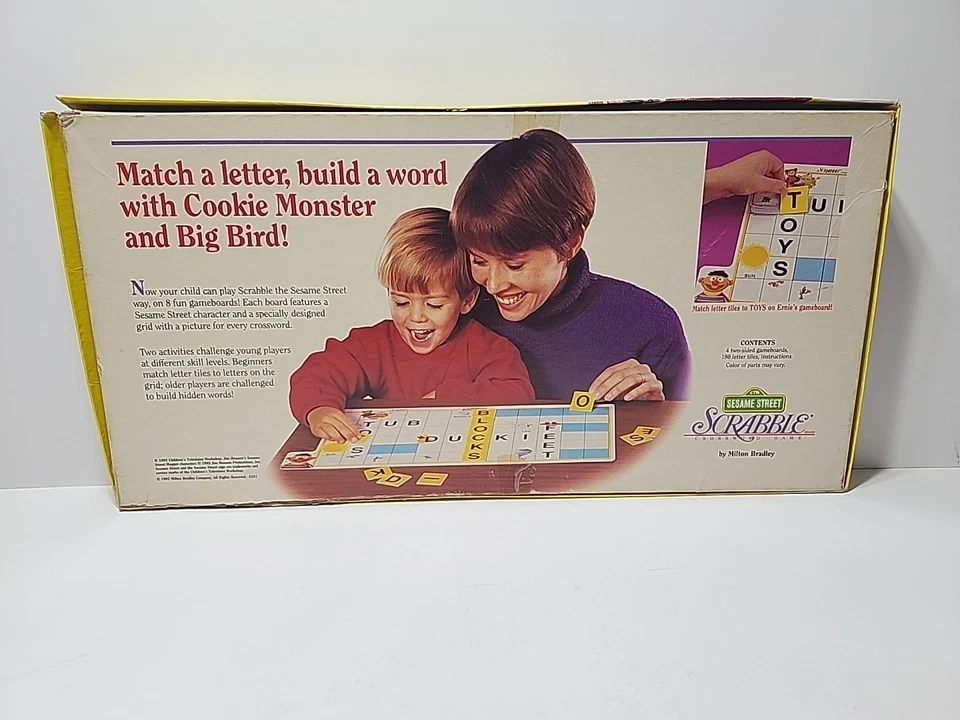 Match a letter, build a word
with Cookie Monster
and Big Bird!
Now your child can play Scrabble the Sesame Street
way, on 8 fun gameboards! Each board features a
Sesame Street character and a specially designed
grid with a picture for every crossword.
Two activities challenge young players
at different skill levels. Beginners
match letter tiles to letters on the
grid; older players are challenged
to build hidden words!
TUB
DUCK
BLOCKS
KI
FEET
S
O
K
D
I
E
S
T
O
Y
S
U
SUN
Match letter tiles to TOYS on Ernie's gameboard!
CONTENTS
4 two-sided gameboards,
180 letter tiles, instructions
Color of parts may vary.
SESAME STREET
SCRABBLE
CROSSWORD GAME
by Milton Bradley